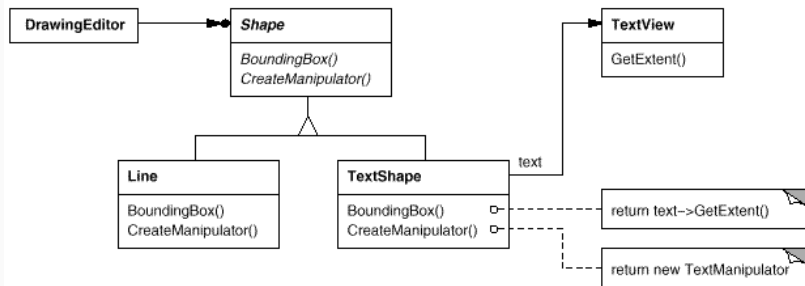 DrawingEditor
Shape
BoundingBox()
CreateManipulator()
TextView
GetExtent()
Line
BoundingBox()
CreateManipulator()
TextShape
BoundingBox()
CreateManipulator()
text
return text->GetExtent()
return new TextManipulator